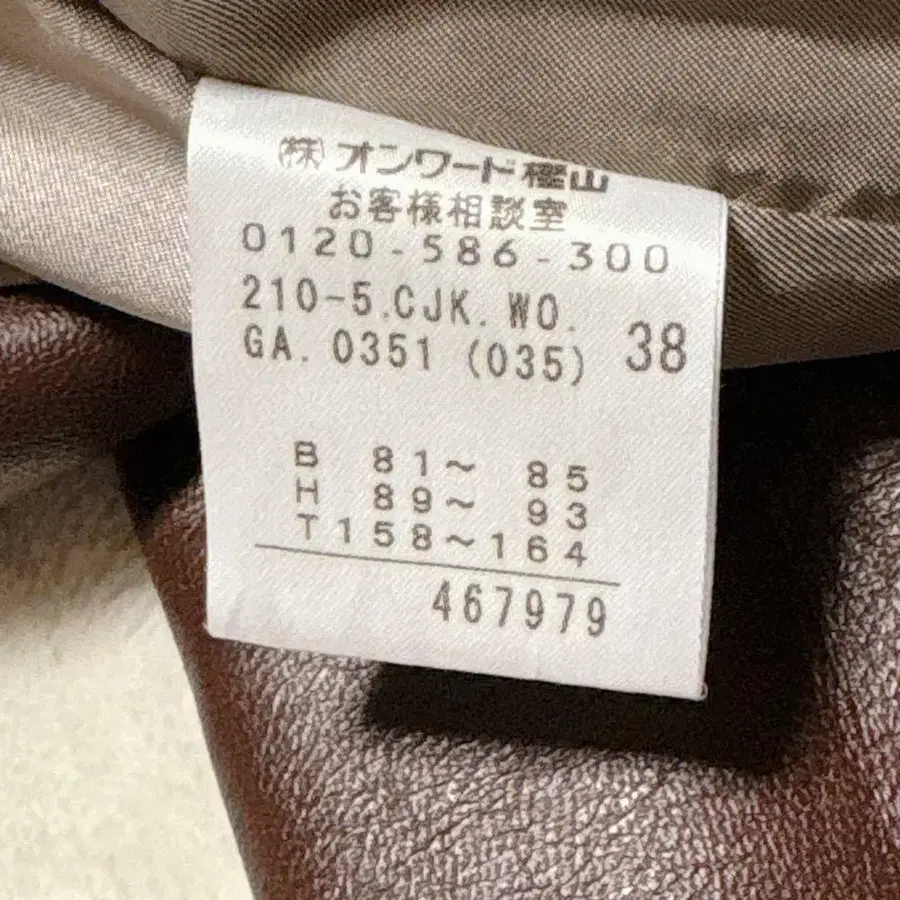 (株)オンワード樫山
お客様相談室
0120-586-300
210-5.CJK.WO.
GA.0351 (035) 38
B 81~ 85
H 89~ 93
T158~164
467979